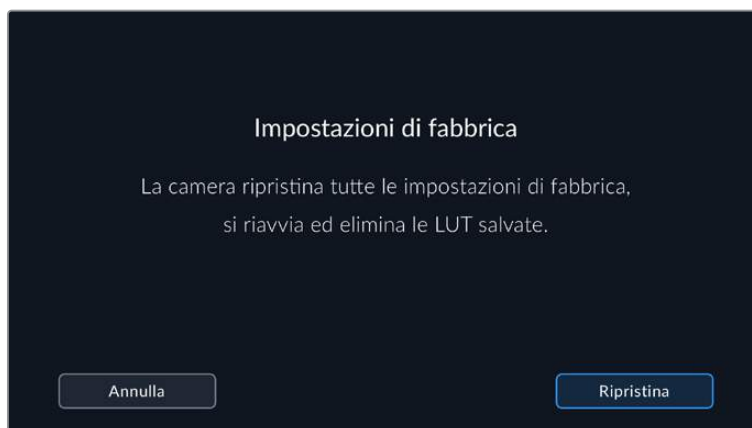 Impostazioni di fabbrica
La camera ripristina tutte le impostazioni di fabbrica,
si riavvia ed elimina le LUT salvate.
Annulla
Ripristina